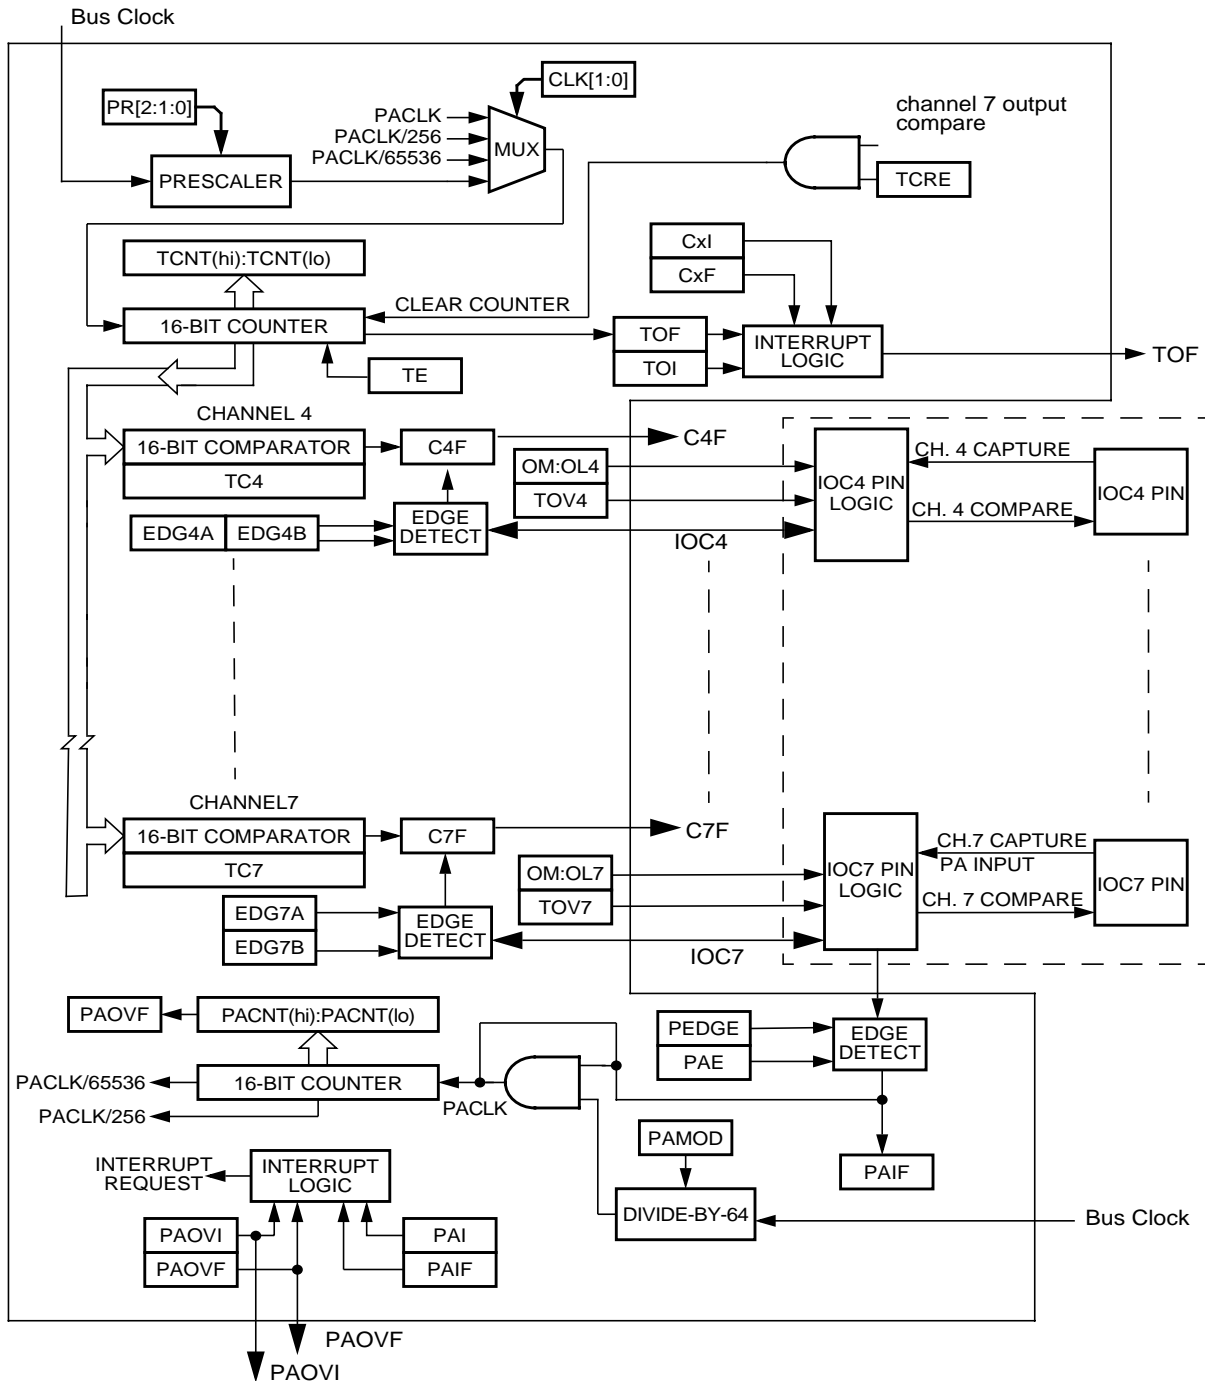 Bus Clock
CLK[1:0]
PR[2:1:0]
channel 7 output
compare
PACLK
PACLK/256
PACLK/65536
MUX
PRESCALER
TCRE
CxI
CxF
TCNT(hi):TCNT(lo)
CLEAR COUNTER
16-BIT COUNTER
TOF
TOI
INTERRUPT
LOGIC
TOF
TE
CHANNEL 4
16-BIT COMPARATOR
TC4
C4F
C4F
OM:OL4
TOV4
EDG4A
EDG4B
EDGE
DETECT
IOC4
IOC4 PIN
LOGIC
CH. 4 CAPTURE
CH. 4 COMPARE
IOC4 PIN
CHANNEL7
16-BIT COMPARATOR
TC7
C7F
C7F
OM:OL7
TOV7
EDG7A
EDG7B
EDGE
DETECT
IOC7
IOC7 PIN
LOGIC
CH.7 CAPTURE
PA INPUT
CH. 7 COMPARE
IOC7 PIN
PAOVF
PACNT(hi):PACNT(lo)
PEDGE
PAE
EDGE
DETECT
PACLK/65536
16-BIT COUNTER
PACLK
PACLK/256
PAMOD
PAIF
INTERRUPT
REQUEST
INTERRUPT
LOGIC
DIVIDE-BY-64
Bus Clock
PAOVI
PAOVF
PAI
PAIF
PAOVF
PAOVI